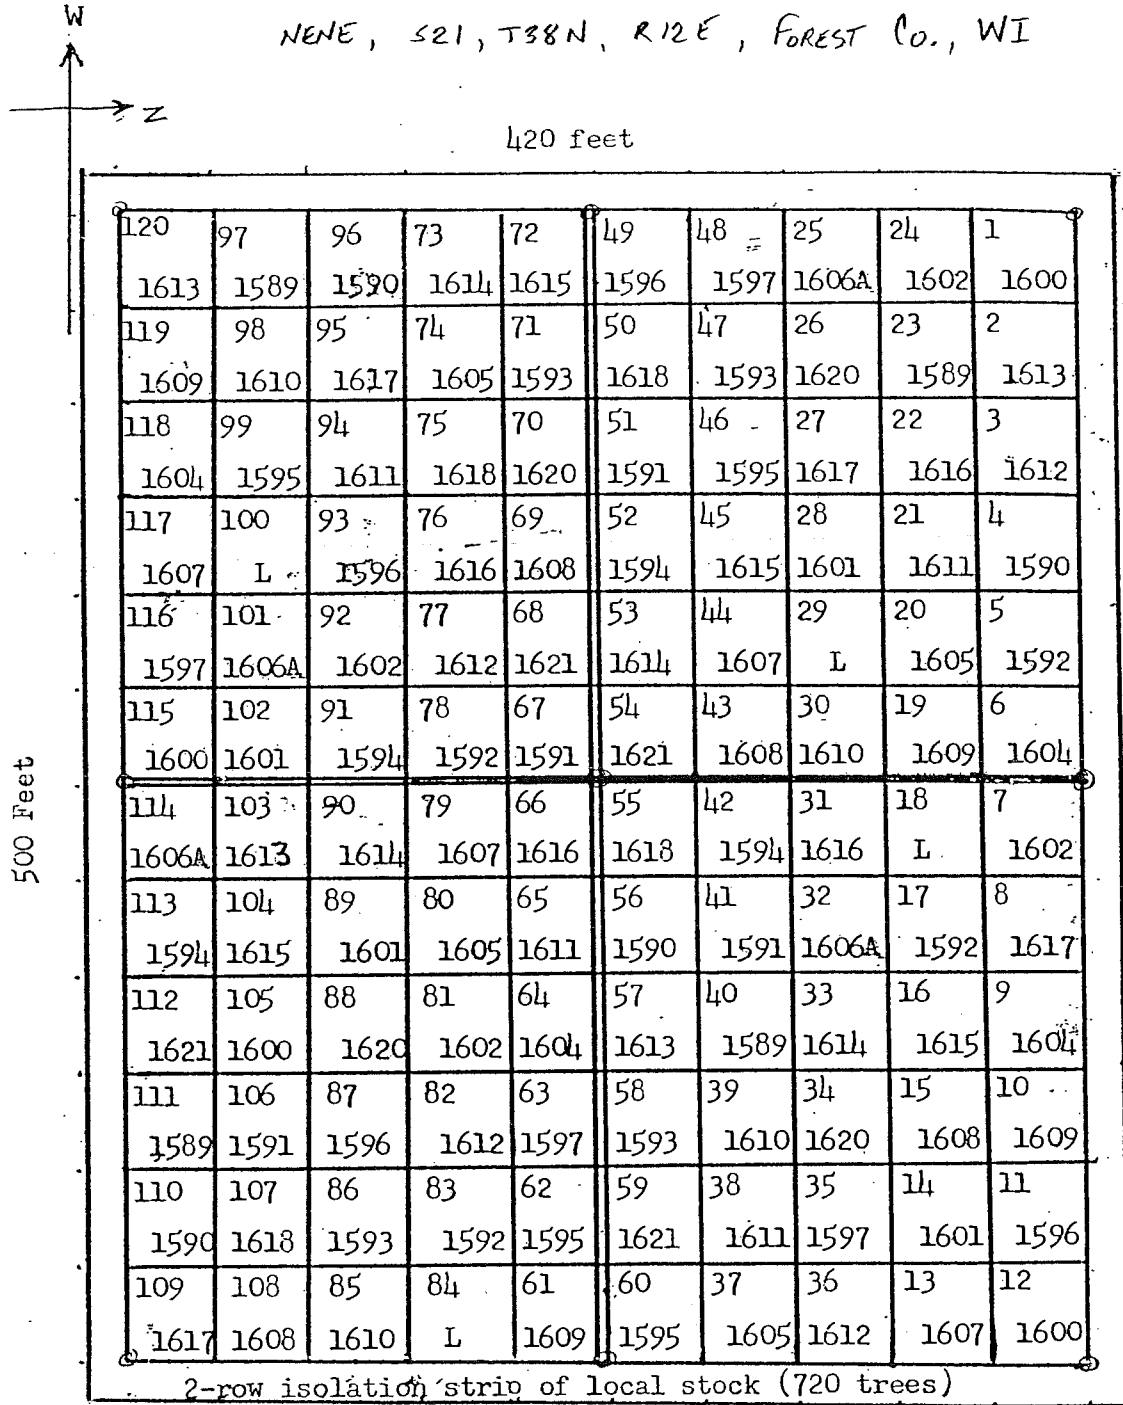 W
NENE, S21, T38N, R12E, FOREST CO., WI
N
420 feet
120 97 96 73 72 49 48 25 24 1
1613 1589 1590 1614 1615 1596 1597 1606A 1602 1600
119 98 95 74 71 50 47 26 23 2
1609 1610 1617 1605 1593 1618 1593 1620 1589 1613
118 99 94 75 70 51 46 27 22 3
1604 1595 1611 1618 1620 1591 1595 1617 1616 1612
117 100 93 76 69 52 45 28 21 4
1607 L 1596 1616 1608 1594 1615 1601 1611 1590
116 101 92 77 68 53 44 29 20 5
1597 1606A 1602 1612 1621 1614 1607 L 1605 1592
115 102 91 78 67 54 43 30 19 6
1600 1601 1594 1592 1591 1621 1608 1610 1609 1604
500 Feet
114 103 90 79 66 55 42 31 18 7
1606A 1613 1614 1607 1616 1618 1594 1616 L 1602
113 104 89 80 65 56 41 32 17 8
1594 1615 1601 1605 1611 1590 1591 1606A 1592 1617
112 105 88 81 64 57 40 33 16 9
1621 1600 1620 1602 1604 1613 1589 1614 1615 1604
111 106 87 82 63 58 39 34 15 10
1589 1591 1596 1612 1597 1593 1610 1620 1608 1609
110 107 86 83 62 59 38 35 14 11
1590 1618 1593 1592 1595 1621 1611 1597 1601 1596
109 108 85 84 61 60 37 36 13 12
1617 1608 1610 L 1609 1595 1605 1612 1607 1600
2-row isolation strip of local stock (720 trees)